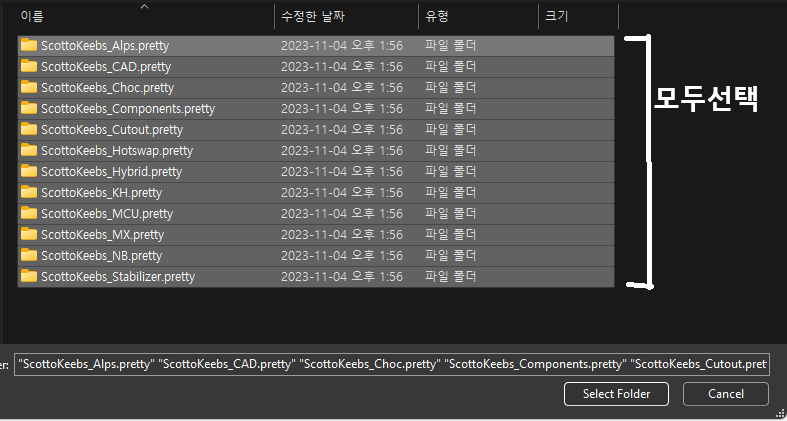 이름 수정한 날짜 유형 크기
ScottoKeebs_Alps.pretty 2023-11-04 오후 1:56 파일 폴더
ScottoKeebs_CAD.pretty 2023-11-04 오후 1:56 파일 폴더
ScottoKeebs_Choc.pretty 2023-11-04 오후 1:56 파일 폴더
모두선택
ScottoKeebs_Components.pretty 2023-11-04 오후 1:56 파일 폴더
ScottoKeebs_Cutout.pretty 2023-11-04 오후 1:56 파일 폴더
ScottoKeebs_Hotswap.pretty 2023-11-04 오후 1:56 파일 폴더
ScottoKeebs_Hybrid.pretty 2023-11-04 오후 1:56 파일 폴더
ScottoKeebs_KH.pretty 2023-11-04 오후 1:56 파일 폴더
ScottoKeebs_MCU.pretty 2023-11-04 오후 1:56 파일 폴더
ScottoKeebs_MX.pretty 2023-11-04 오후 1:56 파일 폴더
ScottoKeebs_NB.pretty 2023-11-04 오후 1:56 파일 폴더
ScottoKeebs_Stabilizer.pretty 2023-11-04 오후 1:56 파일 폴더
er: "ScottoKeebs_Alps.pretty" "ScottoKeebs_CAD.pretty" "ScottoKeebs_Choc.pretty" "ScottoKeebs_Components.pretty" "ScottoKeebs_Cutout.prett
Select Folder Cancel